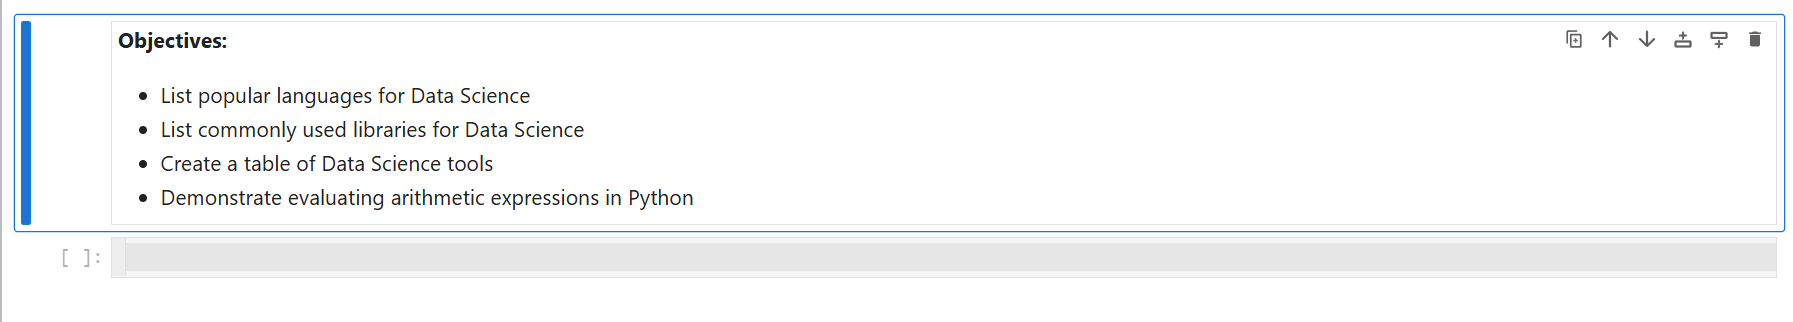 Objectives:
• List popular languages for Data Science
• List commonly used libraries for Data Science
• Create a table of Data Science tools
• Demonstrate evaluating arithmetic expressions in Python
[ ]: